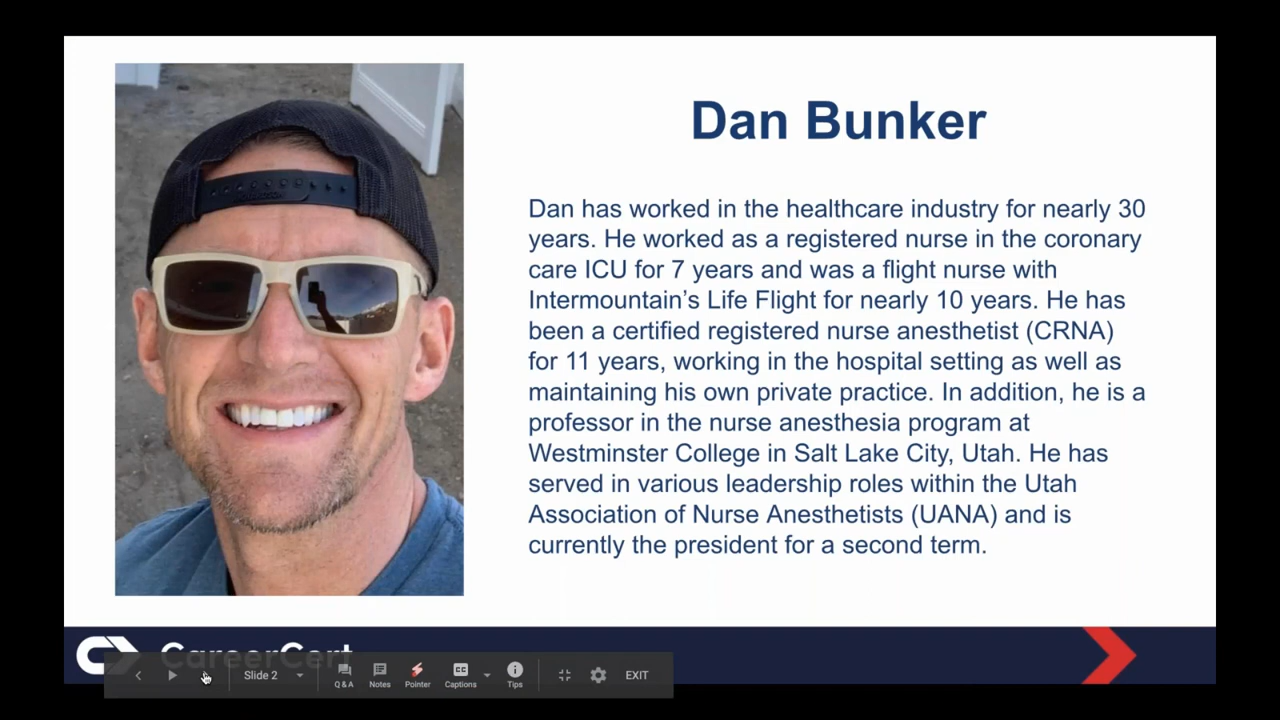 Dan Bunker
Dan has worked in the healthcare industry for nearly 30
years. He worked as a registered nurse in the coronary
care ICU for 7 years and was a flight nurse with
Intermountain’s Life Flight for nearly 10 years. He has
been a certified registered nurse anesthetist (CRNA)
for 11 years, working in the hospital setting as well as
maintaining his own private practice. In addition, he is a
professor in the nurse anesthesia program at
Westminster College in Salt Lake City, Utah. He has
served in various leadership roles within the Utah
Association of Nurse Anesthetists (UANA) and is
currently the president for a second term.
CareerCert
Slide 2 Q & A Notes Pointer CC Captions Tips EXIT